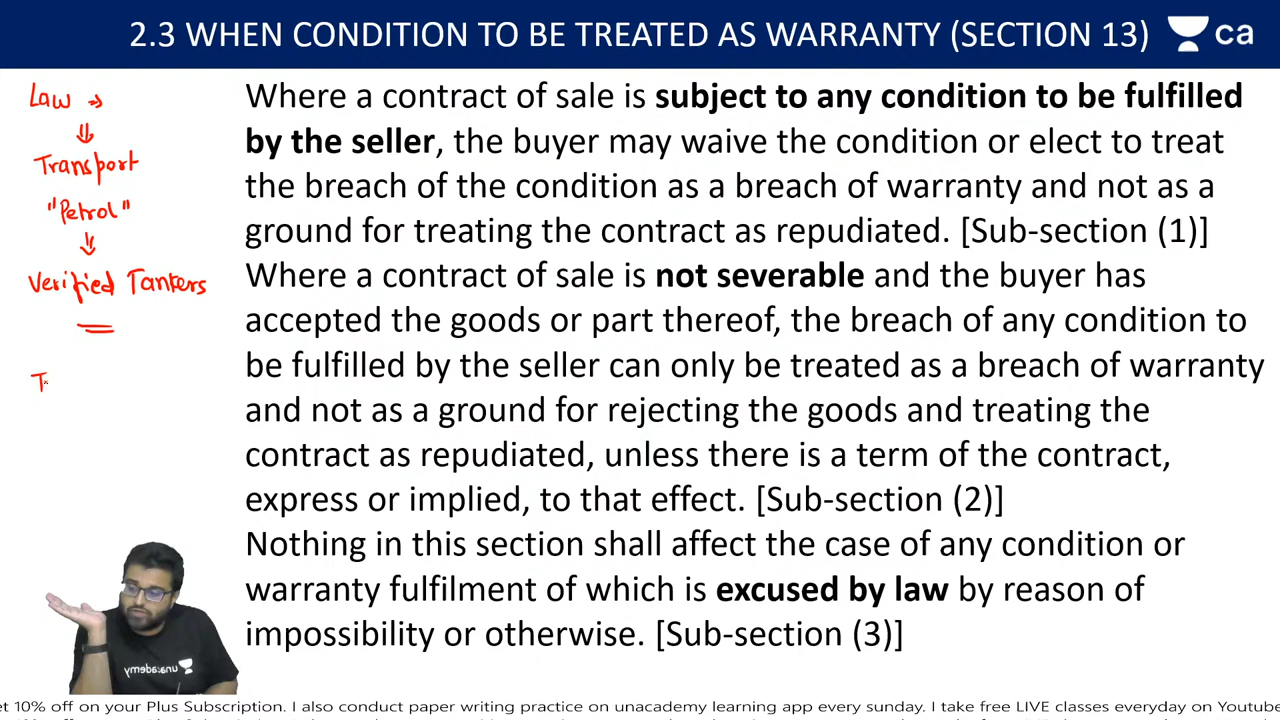 2.3 WHEN CONDITION TO BE TREATED AS WARRANTY (SECTION 13)
ca
Law →
Transport
"Petrol"
Verified Tankers
T
Where a contract of sale is subject to any condition to be fulfilled
by the seller, the buyer may waive the condition or elect to treat
the breach of the condition as a breach of warranty and not as a
ground for treating the contract as repudiated. [Sub-section (1)]
Where a contract of sale is not severable and the buyer has
accepted the goods or part thereof, the breach of any condition to
be fulfilled by the seller can only be treated as a breach of warranty
and not as a ground for rejecting the goods and treating the
contract as repudiated, unless there is a term of the contract,
express or implied, to that effect. [Sub-section (2)]
Nothing in this section shall affect the case of any condition or
warranty fulfilment of which is excused by law by reason of
impossibility or otherwise. [Sub-section (3)]
unacademy
et 10% off on your Plus Subscription. I also conduct paper writing practice on unacademy learning app every sunday. I take free LIVE classes everyday on Youtube